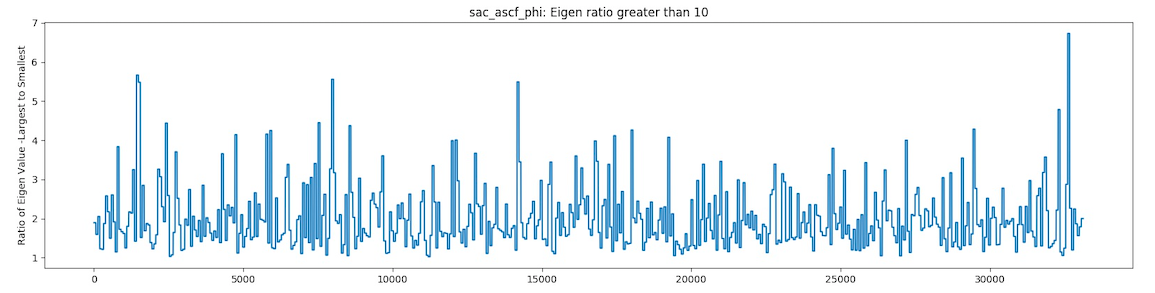 sac_ascf_phi: Eigen ratio greater than 10
Ratio of Eigen Value -Largest to Smallest
7
6
5
4
3
2
1
0 5000 10000 15000 20000 25000 30000